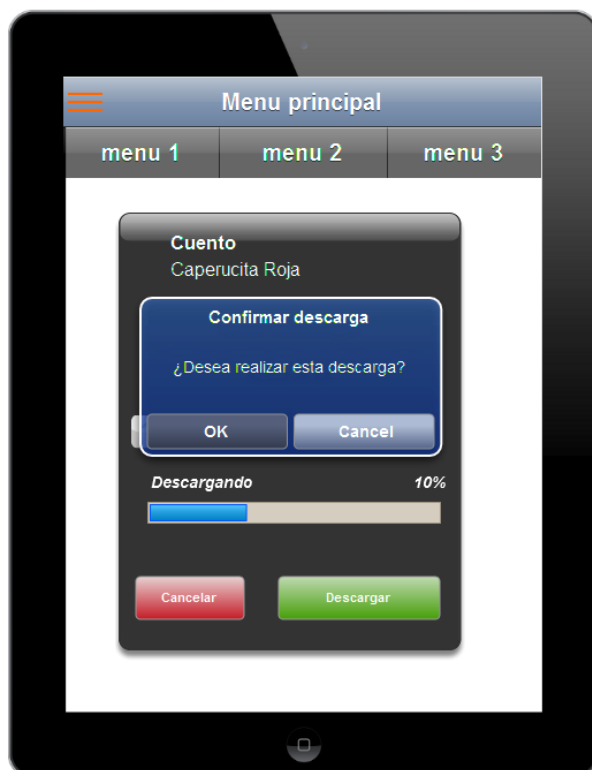 Menu principal
menu 1 menu 2 menu 3
Cuento
Caperucita Roja
Confirmar descarga
¿Desea realizar esta descarga?
OK Cancel
Descargando 10%
Cancelar Descargar